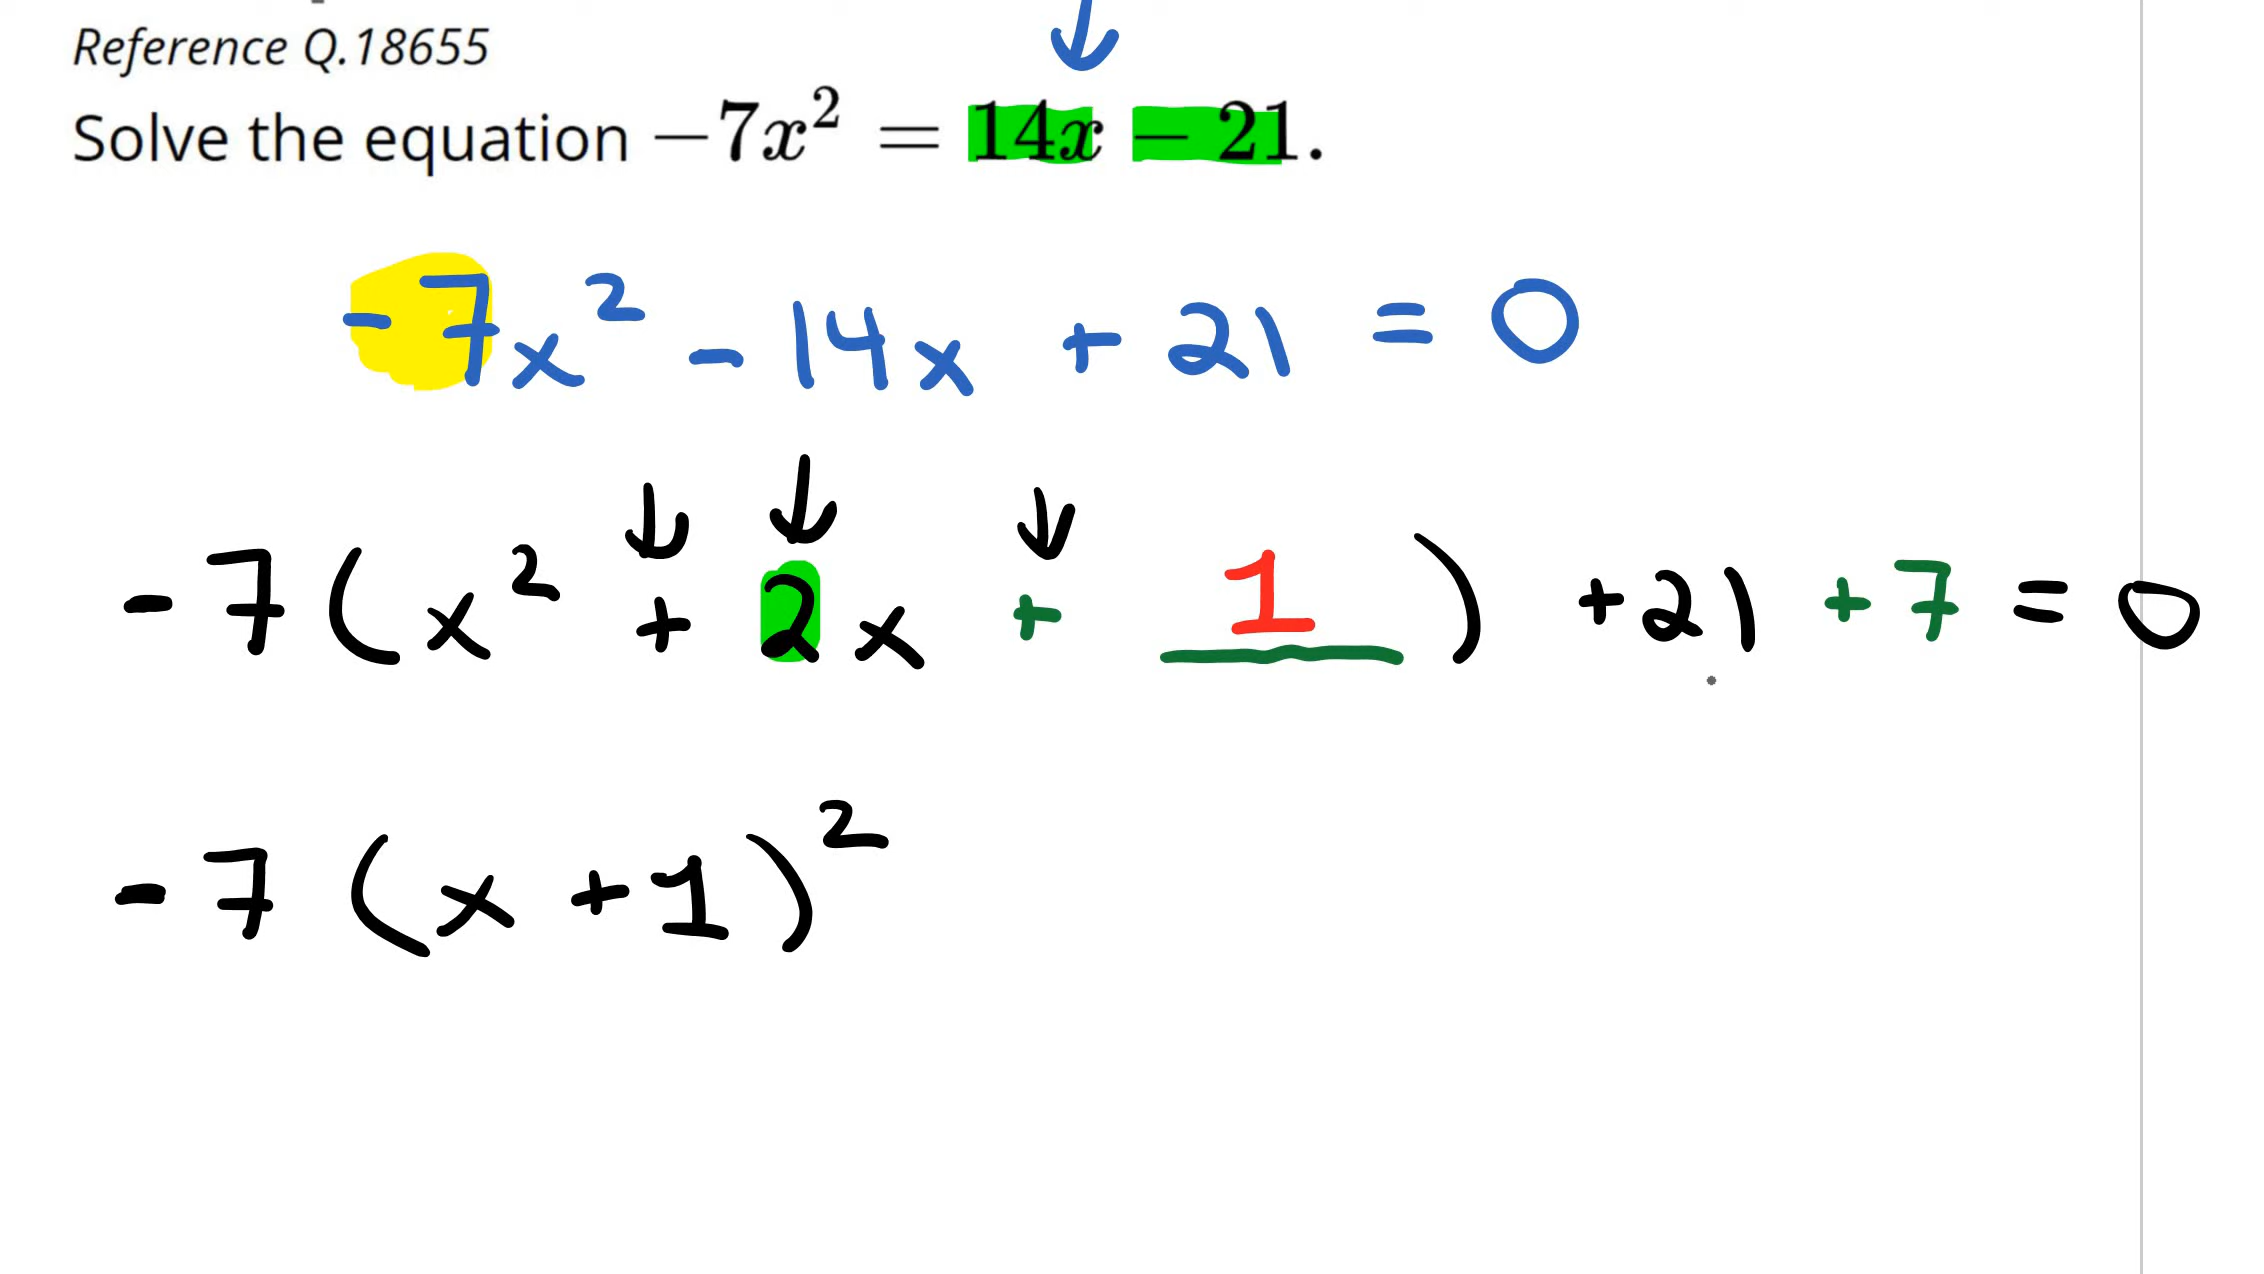 Reference Q.18655
Solve the equation −7x² = 14x − 21.
-7x² - 14x + 21 = 0
-7(x² + 2x + 1) +21 +7 = 0
-7(x+1)²